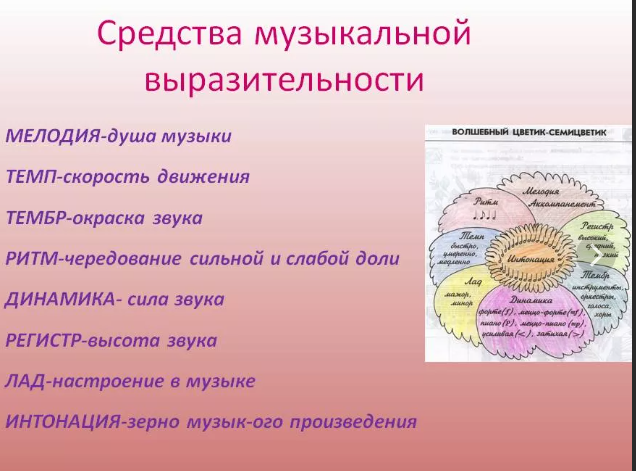 Средства музыкальной
выразительности
МЕЛОДИЯ-душа музыки
ТЕМП-скорость движения
ТЕМБР-окраска звука
РИТМ-чередование сильной и слабой доли
ДИНАМИКА- сила звука
РЕГИСТР-высота звука
ЛАД-настроение в музыке
ИНТОНАЦИЯ-зерно музык-ого произведения
ВОЛШЕБНЫЙ ЦВЕТИК-СЕМИЦВЕТИК
Мелодия
Аккомпанемент
Ритм
Регистр
высокий,
Темп
быстро,
умеренно,
медленно
Интонация
Тембр
инструменты,
оркестры,
голоса,
хоры
Лад
мажор,
минор
Динамика
форте(f), меццо-форте(mf),
пиано(p), меццо-пиано(mp),
усиливая(<), затихая(>)